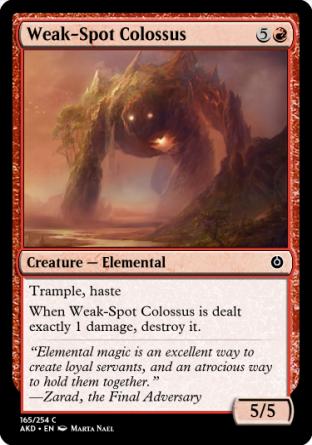 Weak-Spot Colossus 5
Creature — Elemental
Trample, haste
When Weak-Spot Colossus is dealt
exactly 1 damage, destroy it.
“Elemental magic is an excellent way to
create loyal servants, and an atrocious way
to hold them together.”
—Zarad, the Final Adversary
5/5
165/254 C
AKD • EN MARTA NAEL